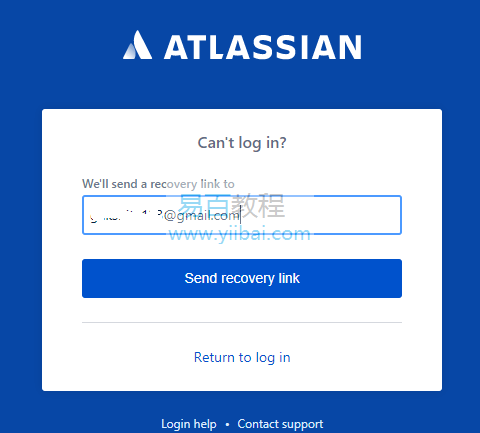 ATLASSIAN
Can't log in?
We'll send a recovery link to
@gmail.com
易百教程
www.yiibai.com
Send recovery link
Return to log in
Login help • Contact support